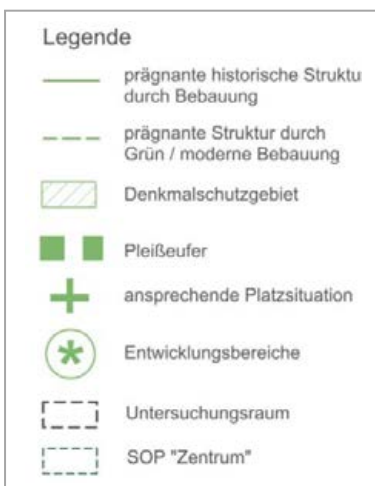 Legende
prägnante historische Struktu
durch Bebauung
prägnante Struktur durch
Grün / moderne Bebauung
Denkmalschutzgebiet
Pleißeufer
ansprechende Platzsituation
Entwicklungsbereiche
Untersuchungsraum
SOP "Zentrum"